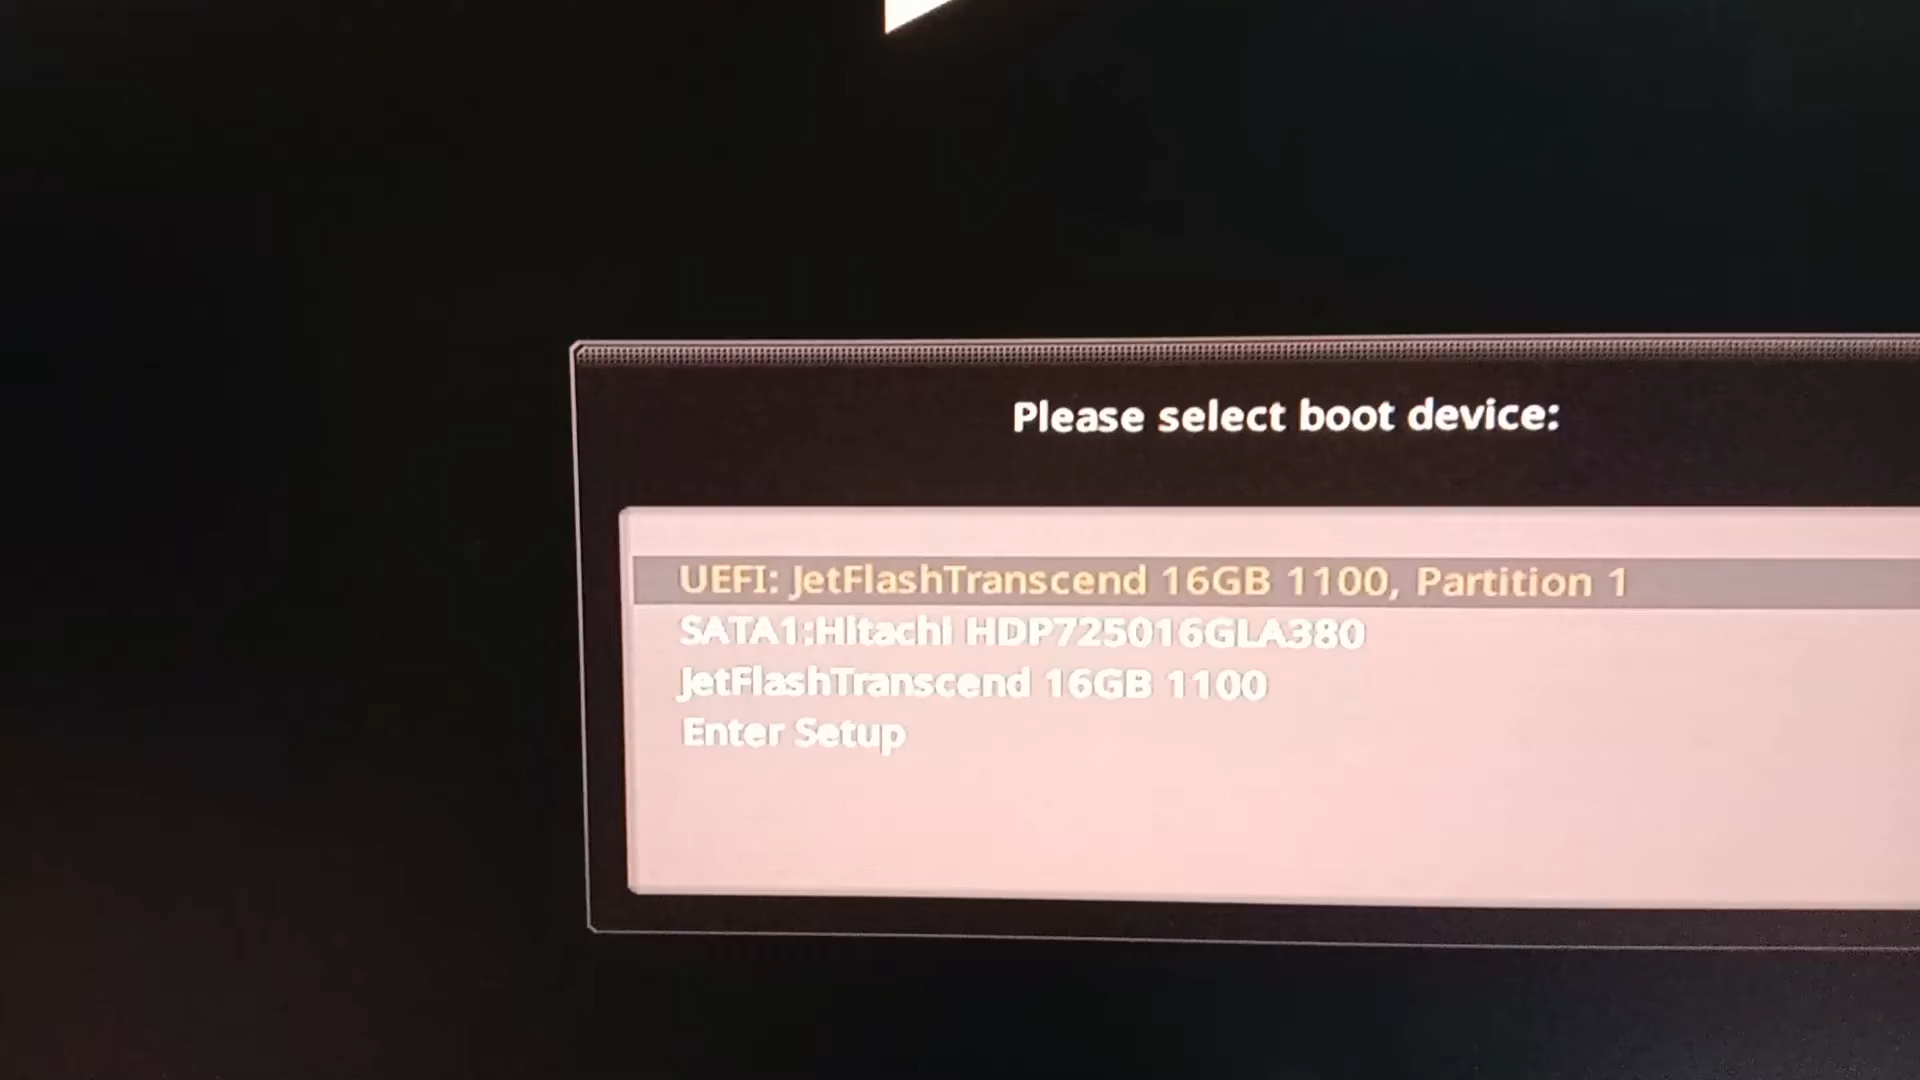 Please select boot device:
UEFI: JetFlashTranscend 16GB 1100, Partition 1
SATA1:Hitachi HDP725016GLA380
JetFlashTranscend 16GB 1100
Enter Setup